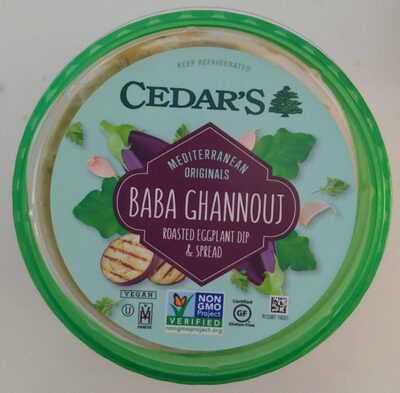 KEEP REFRIGERATED
CEDAR'S
MEDITERRANEAN
ORIGINALS
BABA GHANNOUJ
ROASTED EGGPLANT DIP
& SPREAD
VEGAN
U
PAREVE
NON
GMO
Project
VERIFIED
nongmoproject.org
Certified
GF
Gluten-Free